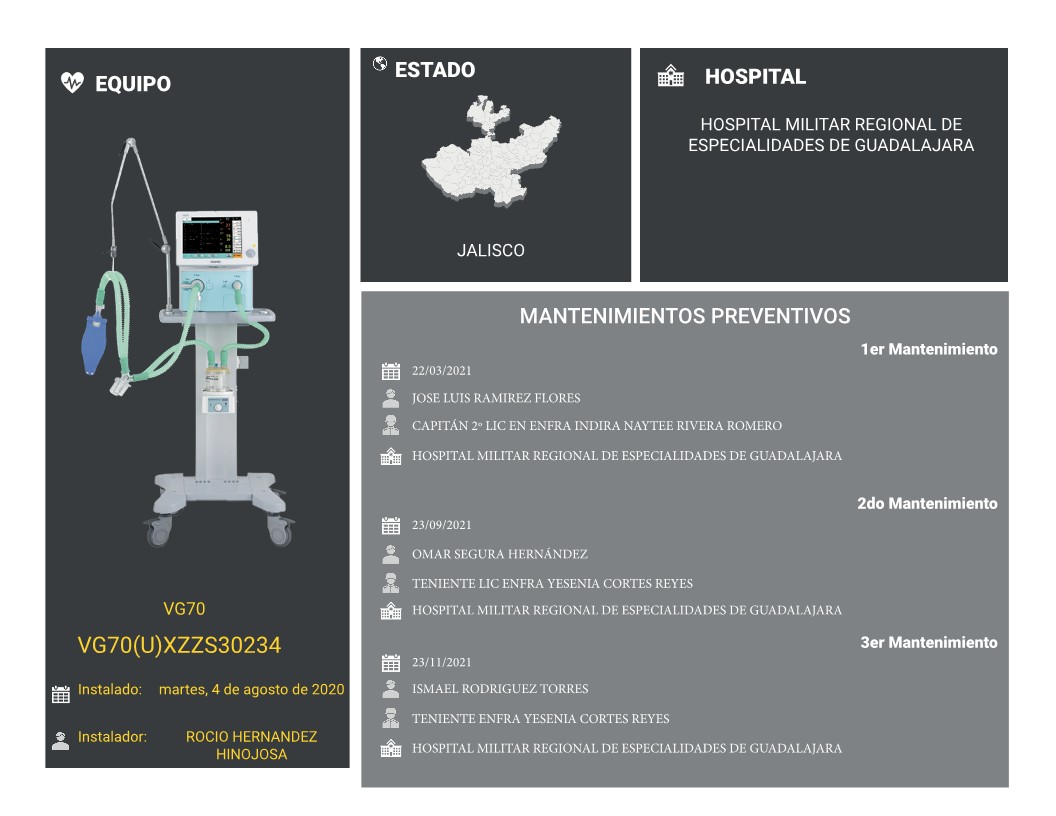 EQUIPO
VG70
VG70(U)XZZS30234
Instalado: martes, 4 de agosto de 2020
Instalador: ROCIO HERNANDEZ
HINOJOSA
ESTADO
JALISCO
HOSPITAL
HOSPITAL MILITAR REGIONAL DE
ESPECIALIDADES DE GUADALAJARA
MANTENIMIENTOS PREVENTIVOS
1er Mantenimiento
22/03/2021
JOSE LUIS RAMIREZ FLORES
CAPITÁN 2º LIC EN ENFRA INDIRA NAYTEE RIVERA ROMERO
HOSPITAL MILITAR REGIONAL DE ESPECIALIDADES DE GUADALAJARA
2do Mantenimiento
23/09/2021
OMAR SEGURA HERNÁNDEZ
TENIENTE LIC ENFRA YESENIA CORTES REYES
HOSPITAL MILITAR REGIONAL DE ESPECIALIDADES DE GUADALAJARA
3er Mantenimiento
23/11/2021
ISMAEL RODRIGUEZ TORRES
TENIENTE ENFRA YESENIA CORTES REYES
HOSPITAL MILITAR REGIONAL DE ESPECIALIDADES DE GUADALAJARA